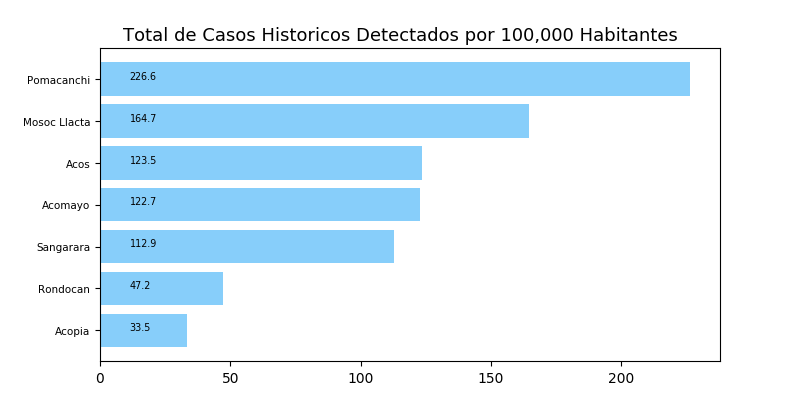 Total de Casos Historicos Detectados por 100,000 Habitantes
Pomacanchi 226.6
Mosoc Llacta 164.7
Acos 123.5
Acomayo 122.7
Sangarara 112.9
Rondocan 47.2
Acopia 33.5
0 50 100 150 200